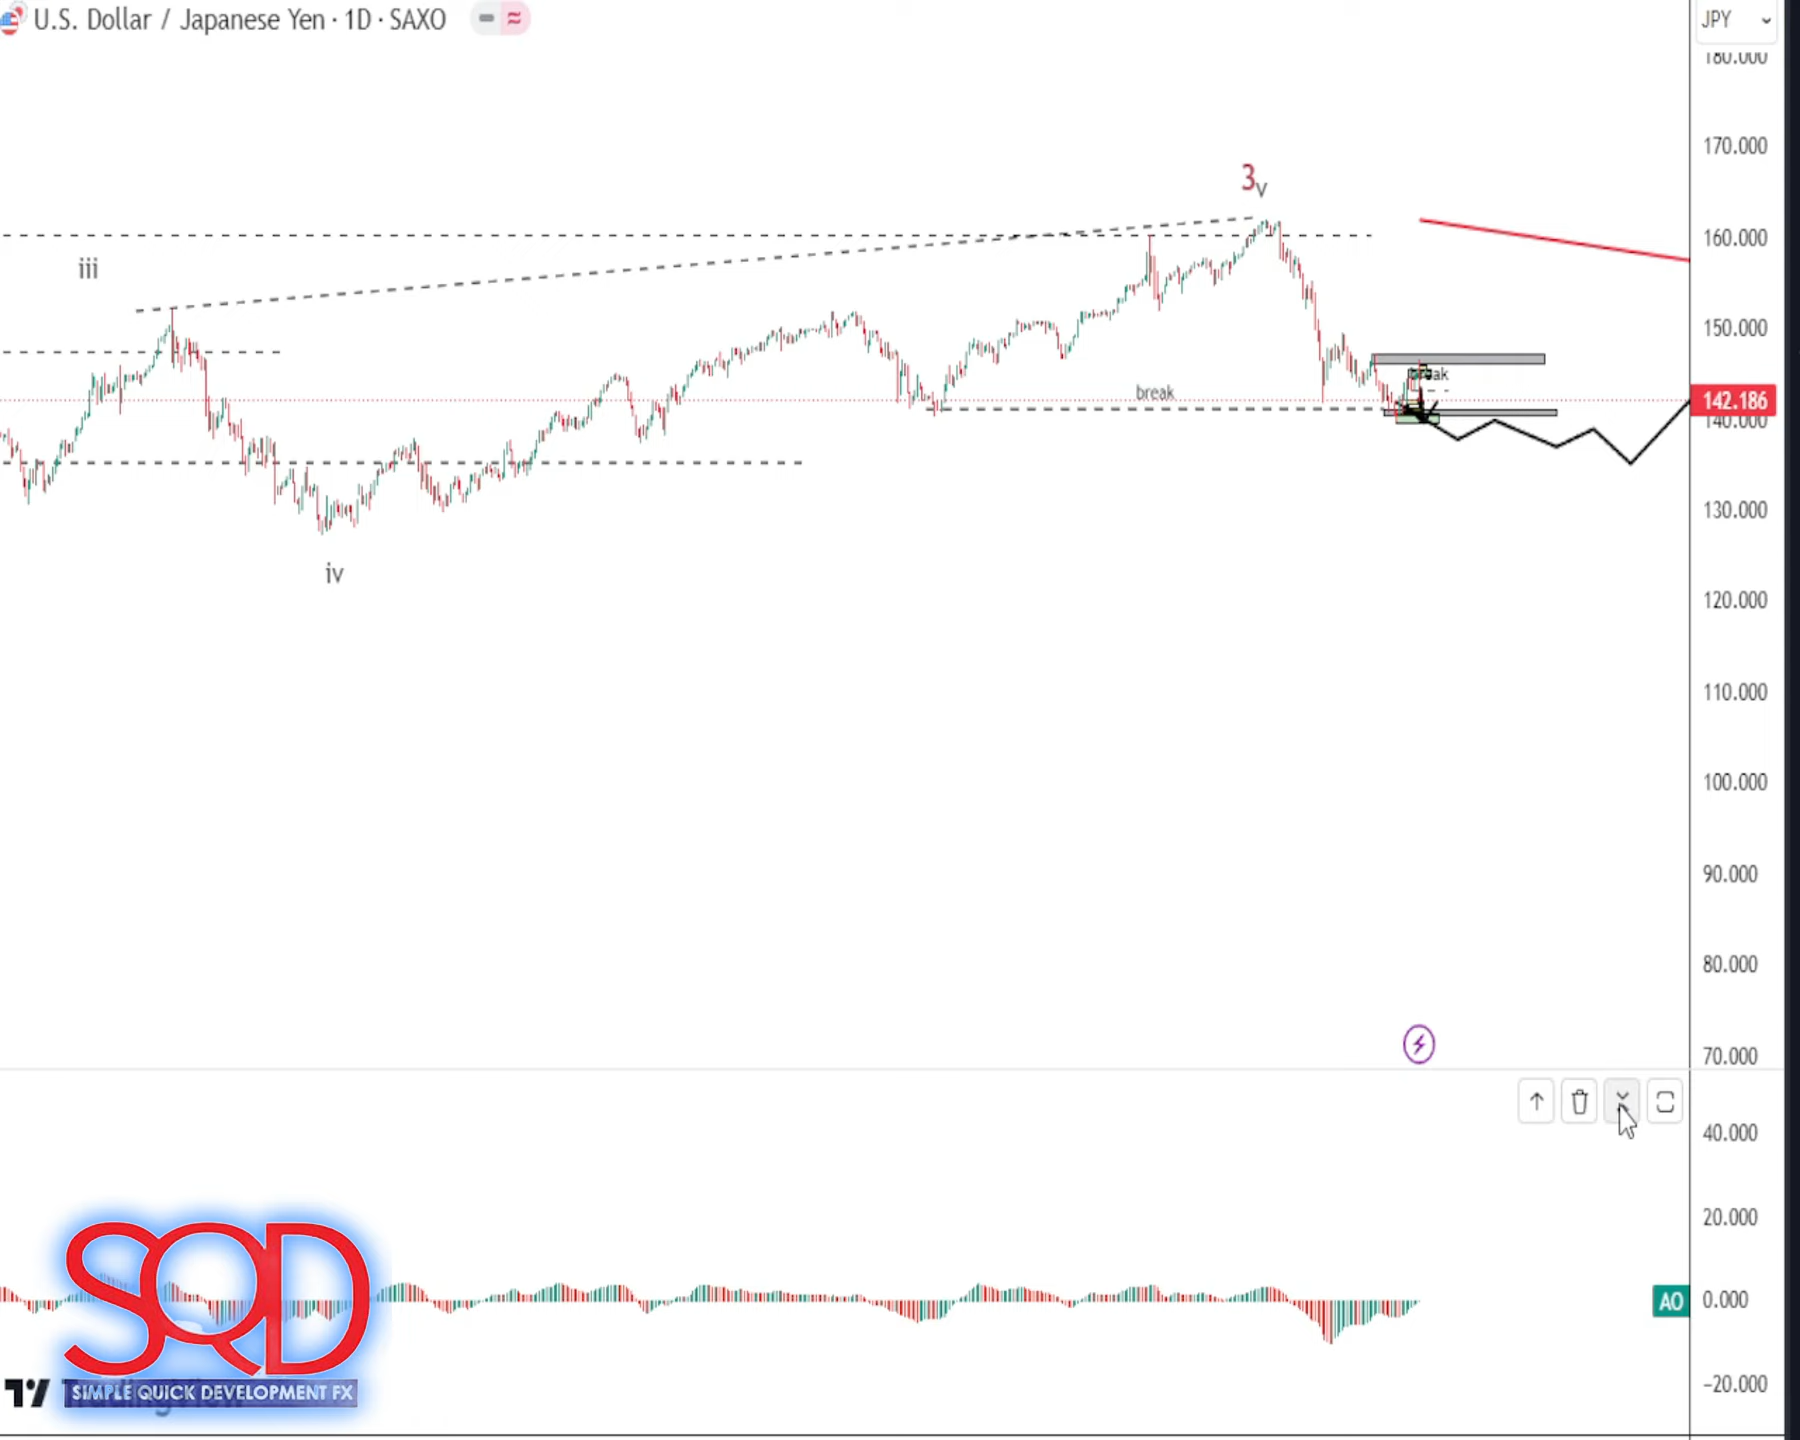 U.S. Dollar / Japanese Yen · 1D · SAXO
JPY
180.000
170.000
3
v
160.000
iii
150.000
break
break
142.186
140.000
130.000
iv
120.000
110.000
100.000
90.000
80.000
70.000
40.000
20.000
AO
0.000
SQD
SIMPLE QUICK DEVELOPMENT FX
TradingView
-20.000